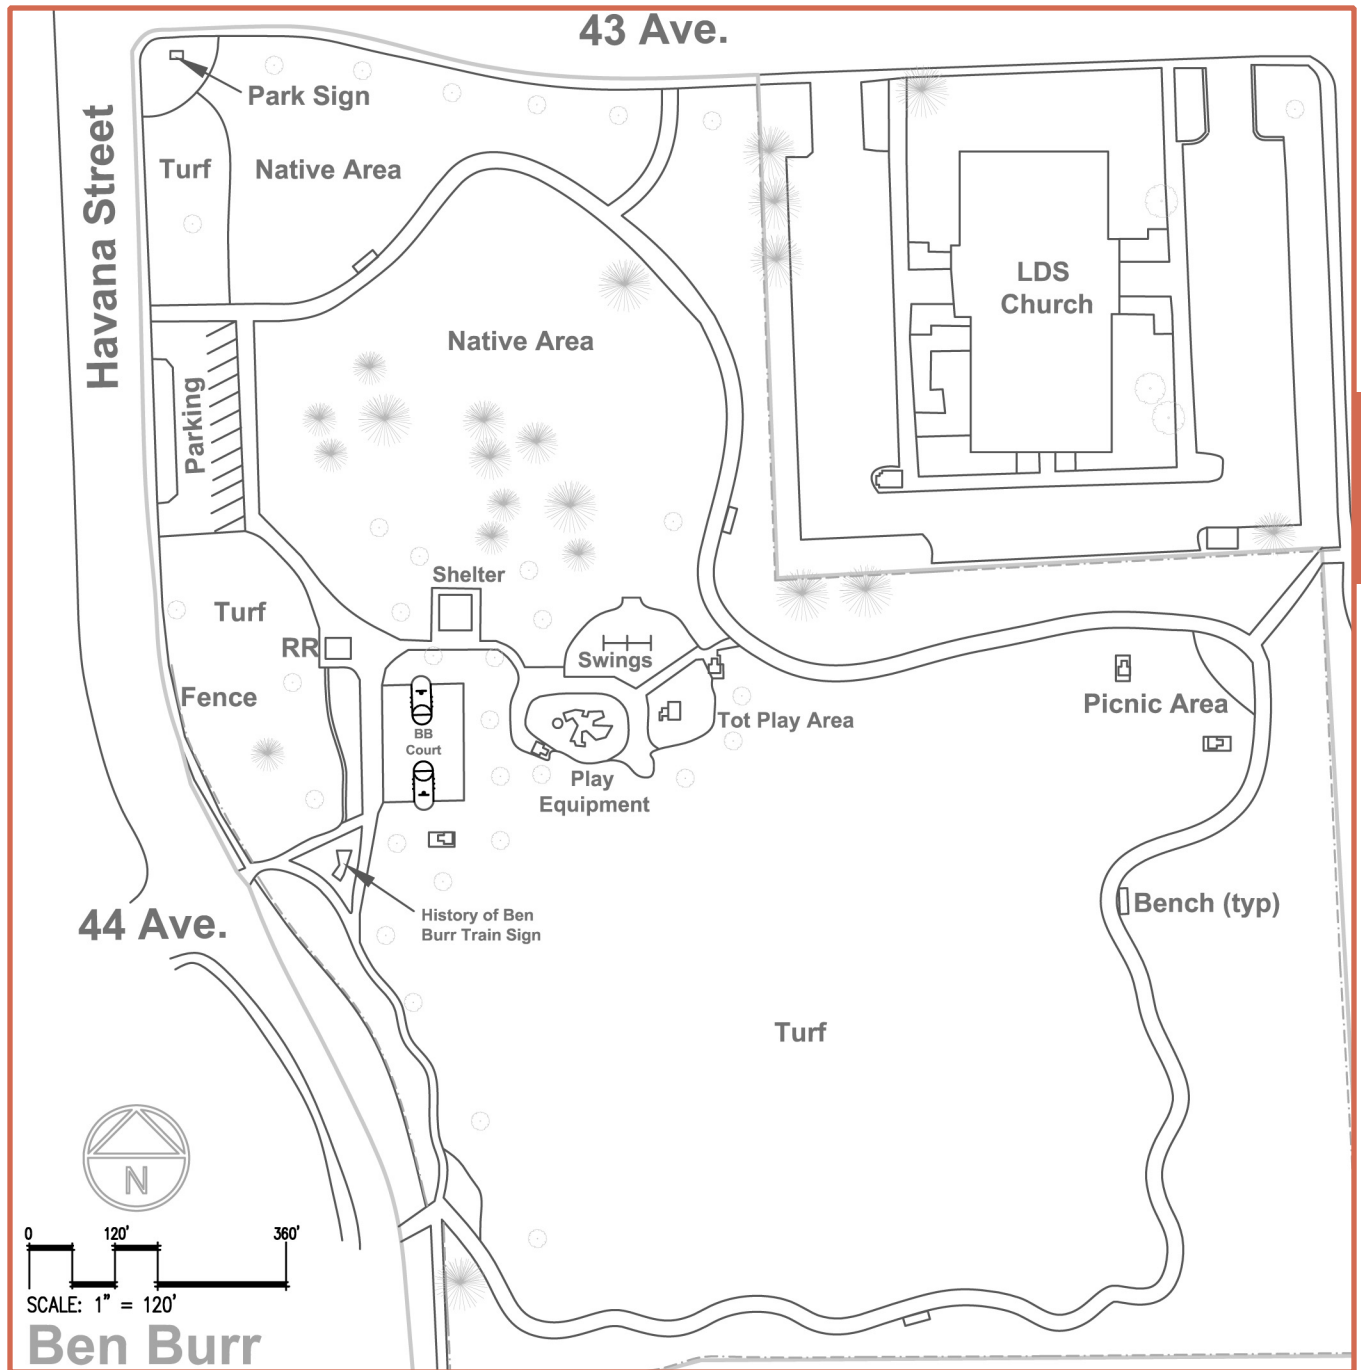 43 Ave.
Park Sign
Havana Street
Turf
Native Area
LDS
Church
Native Area
Parking
Shelter
Turf
RR
Swings
Fence
Picnic Area
Tot Play Area
BB
Court
Play
Equipment
Bench (typ)
History of Ben
Burr Train Sign
44 Ave.
Turf
N
0 120' 360'
SCALE: 1" = 120'
Ben Burr